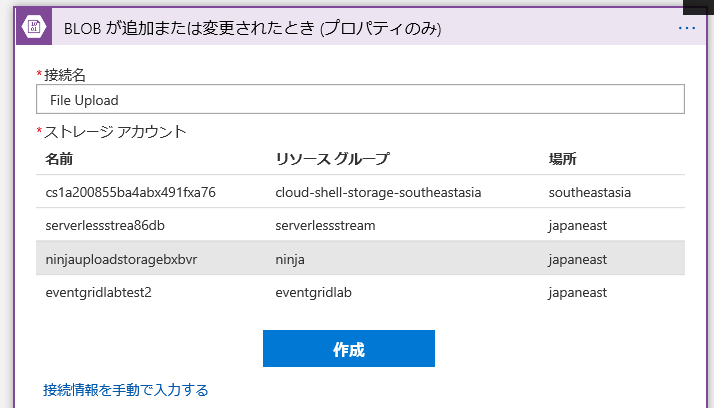 BLOB が追加または変更されたとき (プロパティのみ)
*接続名
File Upload
*ストレージ アカウント
名前 リソース グループ 場所
cs1a200855ba4abx491fxa76 cloud-shell-storage-southeastasia southeastasia
serverlessstrea86db serverlessstream japaneast
ninjauploadstoragebxbvr ninja japaneast
eventgridlabtest2 eventgridlab japaneast
作成
接続情報を手動で入力する